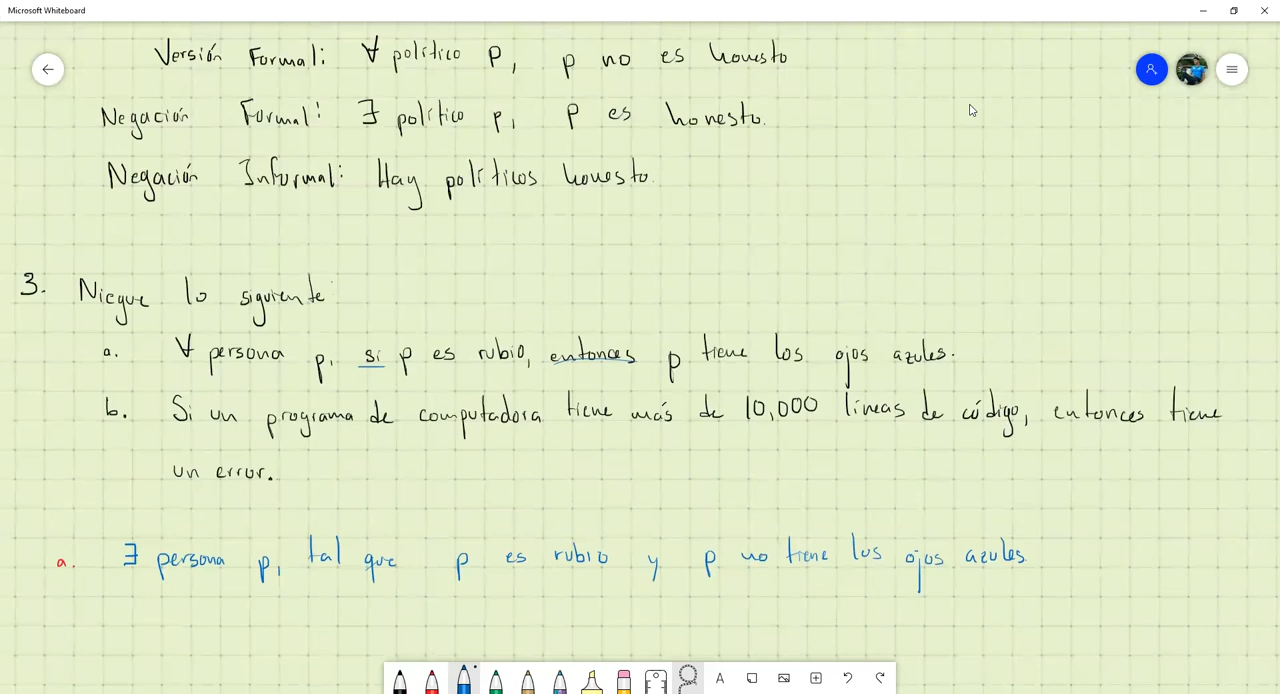 Microsoft Whiteboard
Versión Formal: ∀ político p, p no es honesto
Negación Formal: ∃ político p, p es honesto.
Negación Informal: Hay políticos honesto.
3. Niegue lo siguiente:
a. ∀ persona p, si p es rubio, entonces p tiene los ojos azules.
b. Si un programa de computadora tiene más de 10,000 líneas de código, entonces tiene
un error.
a. ∃ persona p, tal que p es rubio y p no tiene los ojos azules
A